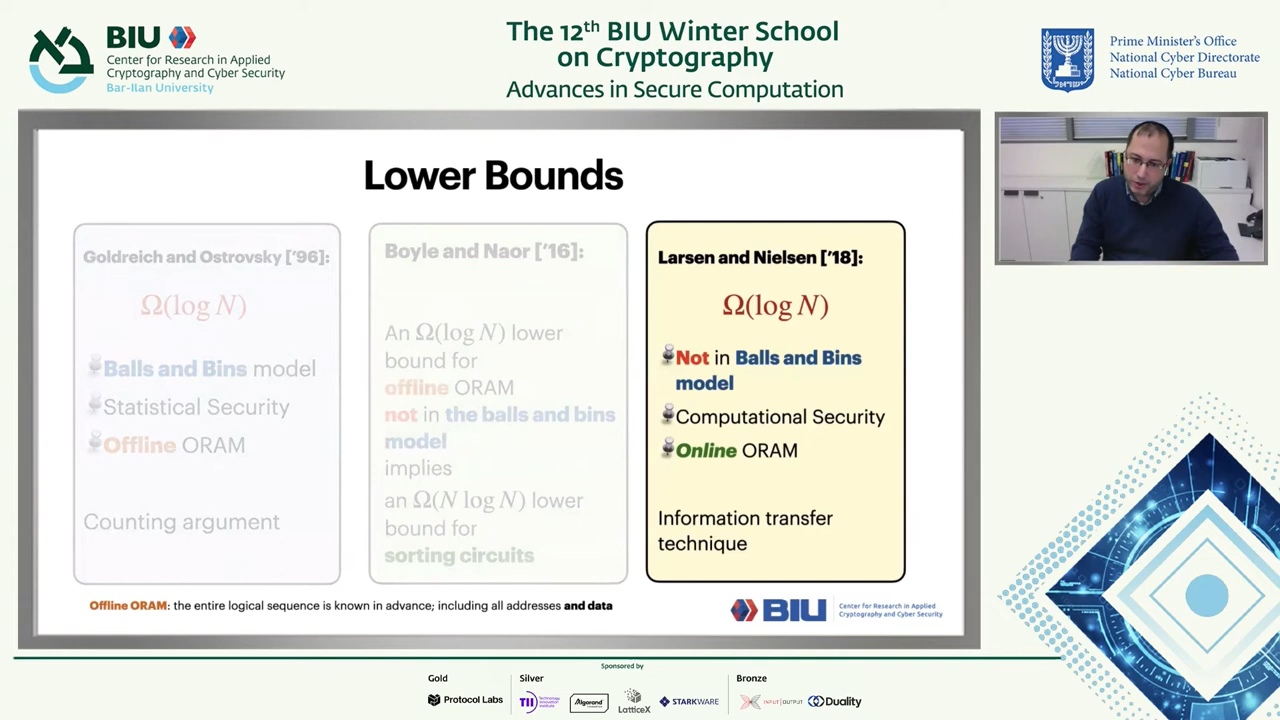 BIU
Center for Research in Applied
Cryptography and Cyber Security
Bar-Ilan University
The 12th BIU Winter School
on Cryptography
Advances in Secure Computation
Prime Minister's Office
National Cyber Directorate
National Cyber Bureau
Lower Bounds
Goldreich and Ostrovsky ['96]:
Ω(log N)
Balls and Bins model
Statistical Security
Offline ORAM
Counting argument
Boyle and Naor ['16]:
An Ω(log N) lower
bound for
offline ORAM
not in the balls and bins
model
implies
an Ω(N log N) lower
bound for
sorting circuits
Larsen and Nielsen ['18]:
Ω(log N)
Not in Balls and Bins
model
Computational Security
Online ORAM
Information transfer
technique
Offline ORAM: the entire logical sequence is known in advance; including all addresses and data
BIU
Center for Research in Applied
Cryptography and Cyber Security
Sponsored by
Gold
Protocol Labs
Silver
TII
Technology
Innovation
Institute
Algorand
LatticeX
STARKWARE
Bronze
INPUT | OUTPUT
Duality